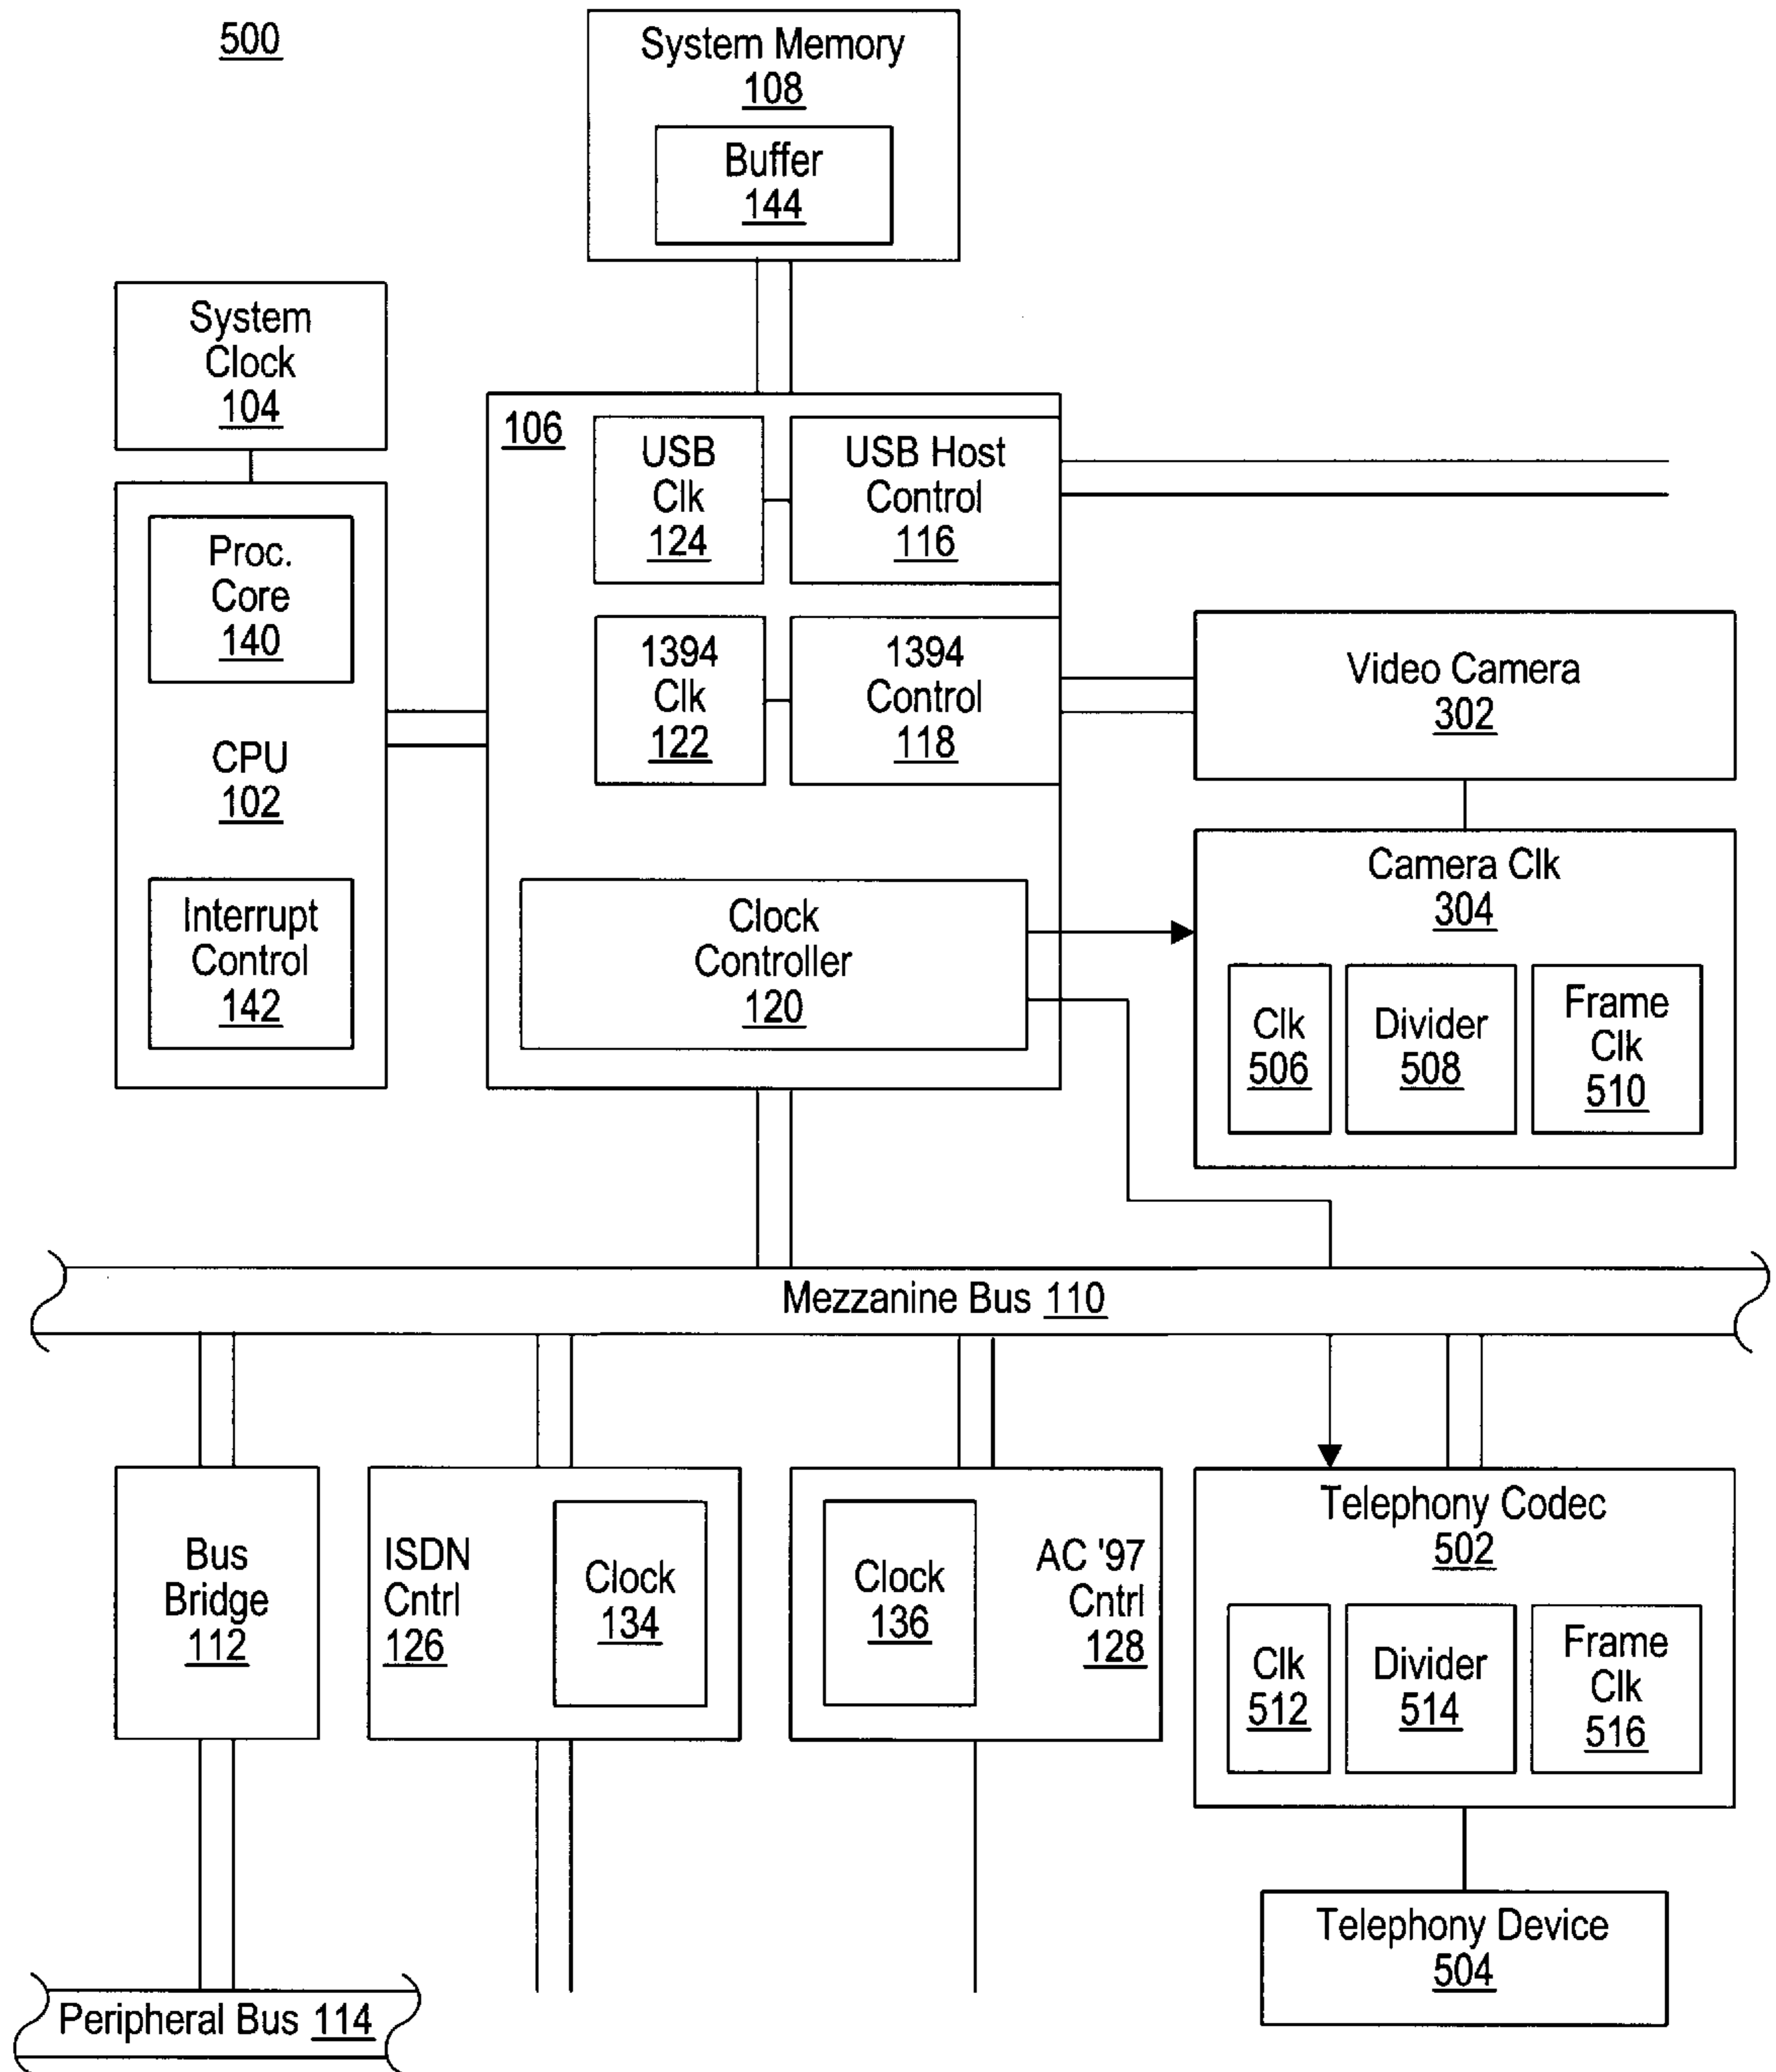 500
System Memory
108
Buffer
144
System
Clock
104
106
USB
Clk
124
USB Host
Control
116
Proc.
Core
140
1394
Clk
122
1394
Control
118
Video Camera
302
CPU
102
Camera Clk
304
Interrupt
Control
142
Clock
Controller
120
Clk
506
Divider
508
Frame
Clk
510
Mezzanine Bus 110
Bus
Bridge
112
ISDN
Cntrl
126
Clock
134
Clock
136
AC '97
Cntrl
128
Telephony Codec
502
Clk
512
Divider
514
Frame
Clk
516
Telephony Device
504
Peripheral Bus 114